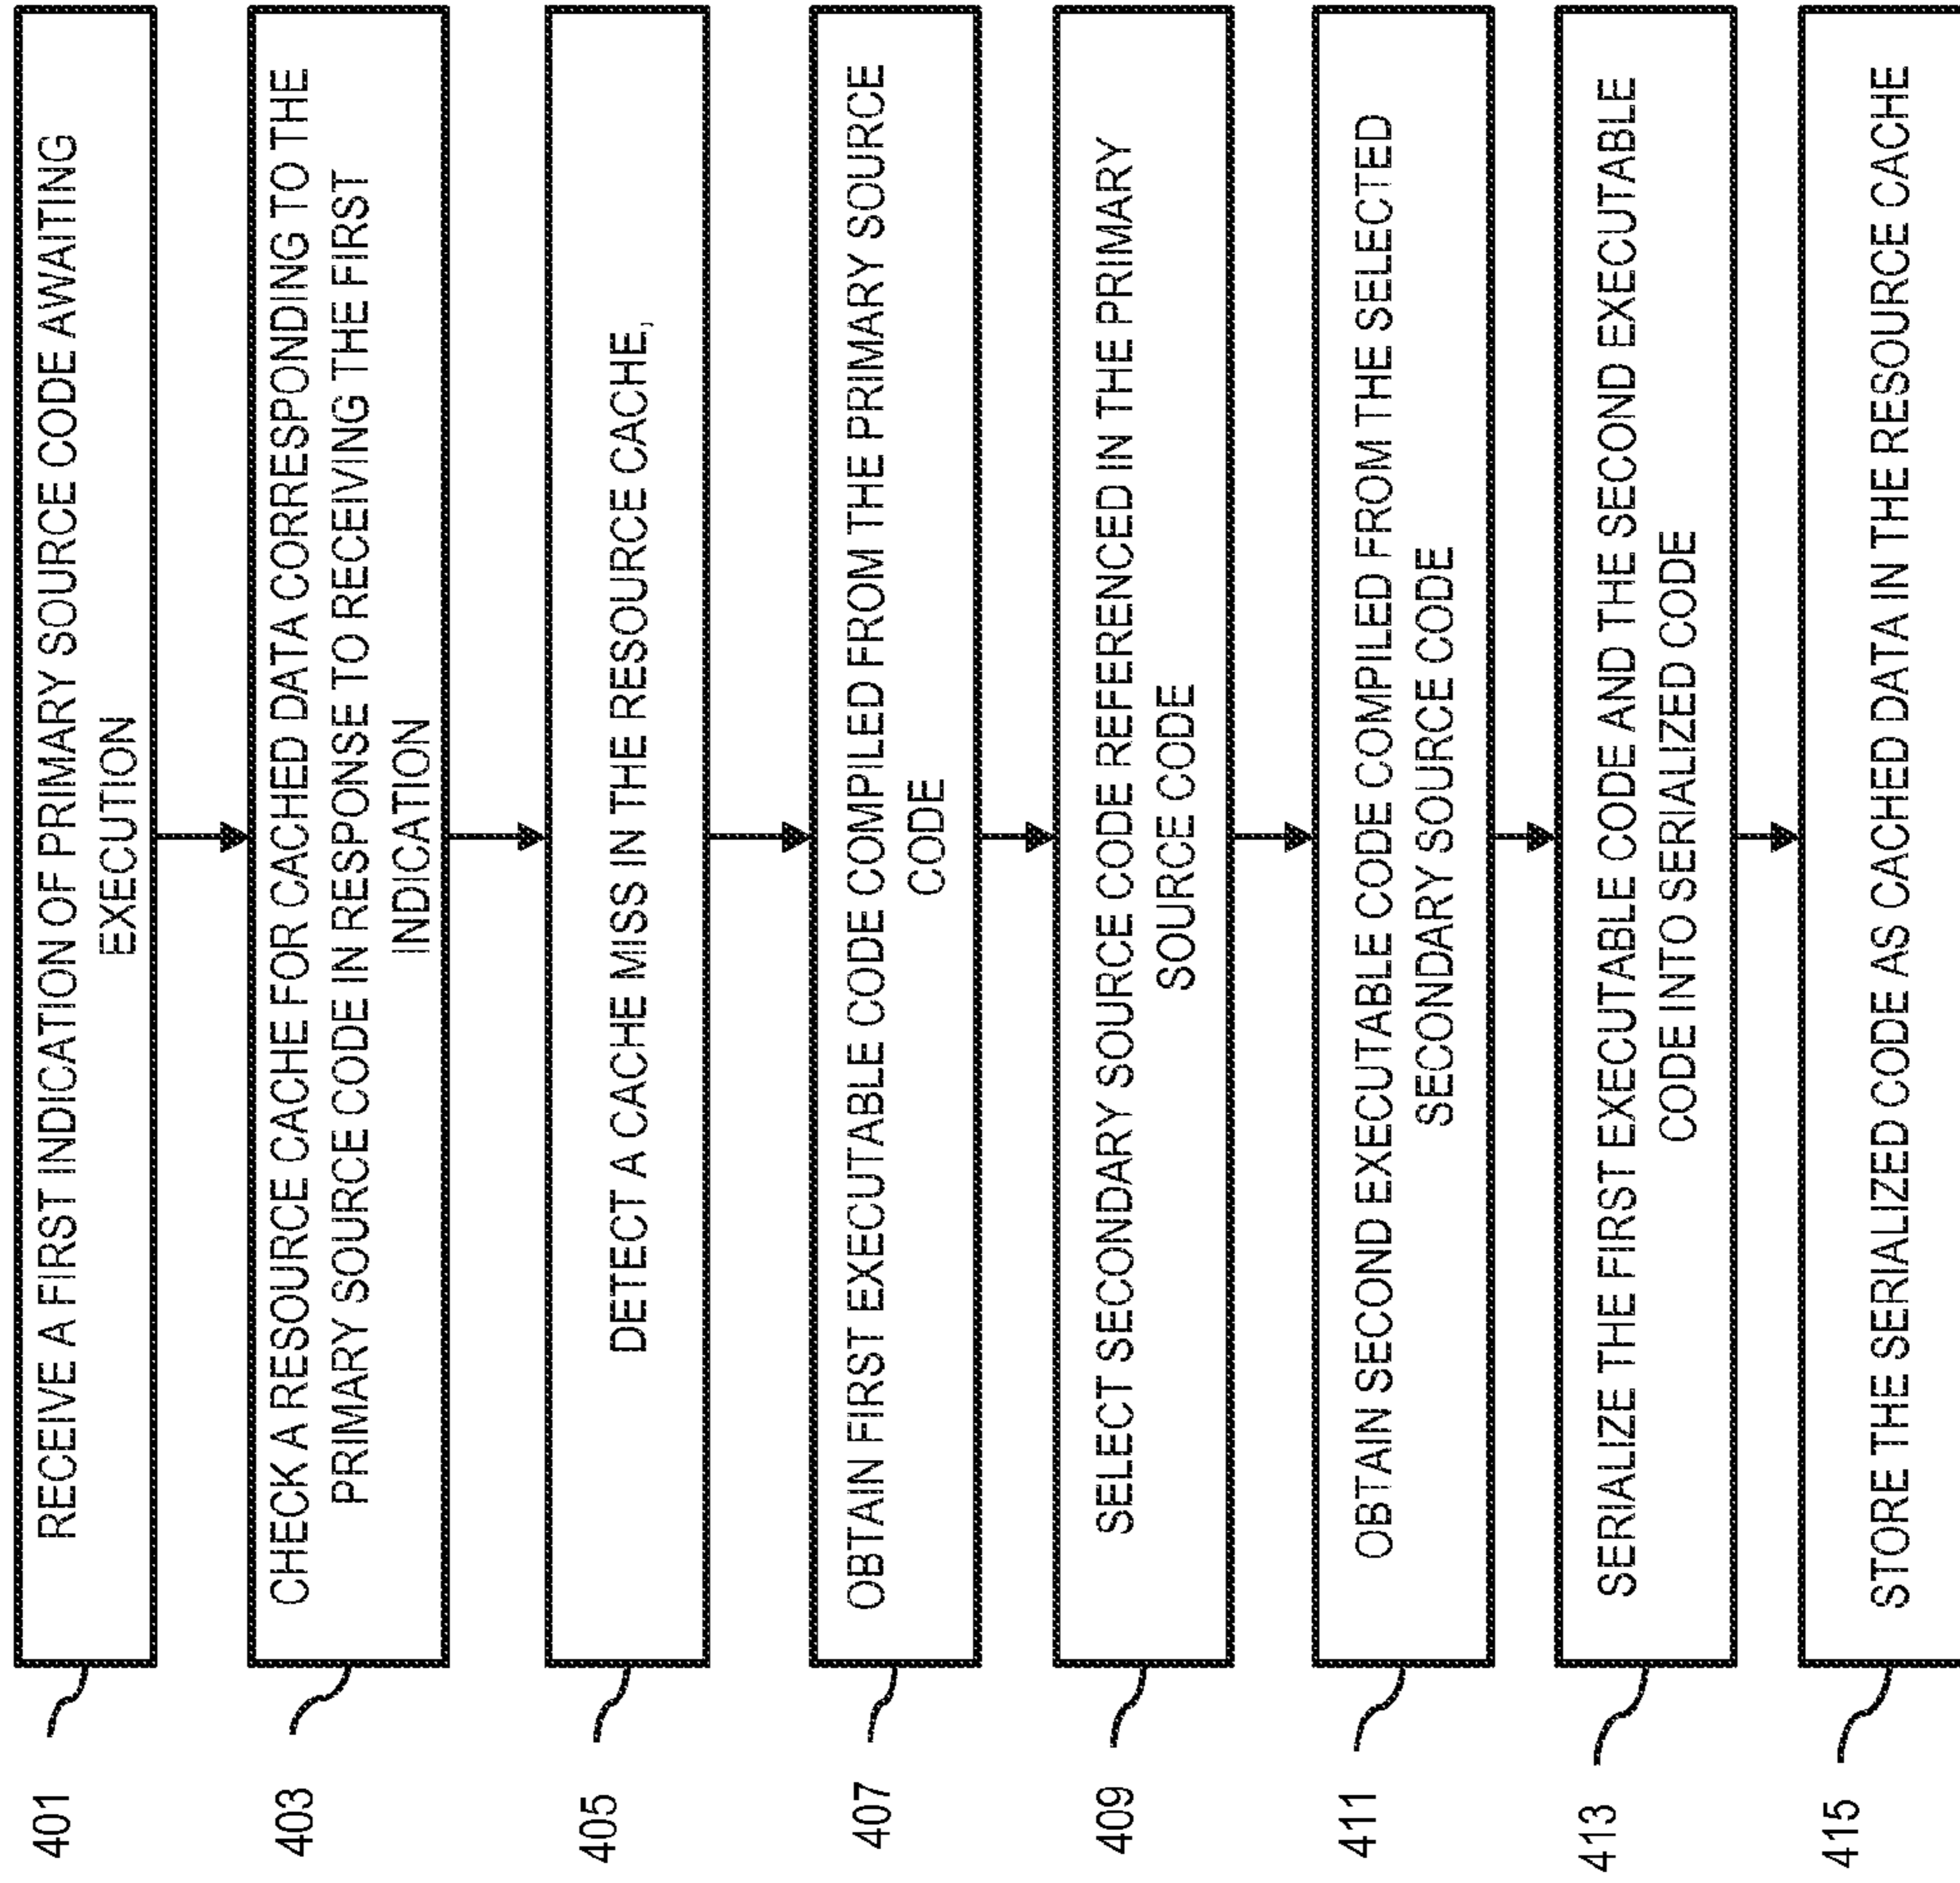 401
RECEIVE A FIRST INDICATION OF PRIMARY SOURCE CODE AWAITING
EXECUTION
403
CHECK A RESOURCE CACHE FOR CACHED DATA CORRESPONDING TO THE
PRIMARY SOURCE CODE IN RESPONSE TO RECEIVING THE FIRST
INDICATION
405
DETECT A CACHE MISS IN THE RESOURCE CACHE,
407
OBTAIN FIRST EXECUTABLE CODE COMPILED FROM THE PRIMARY SOURCE
CODE
409
SELECT SECONDARY SOURCE CODE REFERENCED IN THE PRIMARY
SOURCE CODE
411
OBTAIN SECOND EXECUTABLE CODE COMPILED FROM THE SELECTED
SECONDARY SOURCE CODE
413
SERIALIZE THE FIRST EXECUTABLE CODE AND THE SECOND EXECUTABLE
CODE INTO SERIALIZED CODE
415
STORE THE SERIALIZED CODE AS CACHED DATA IN THE RESOURCE CACHE